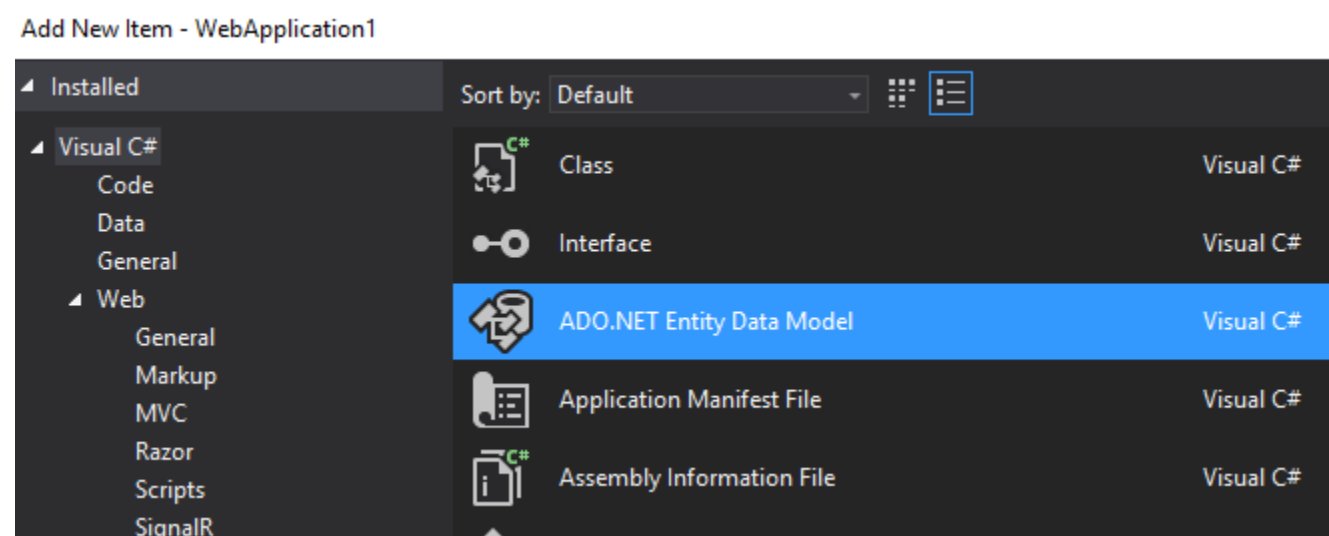 Add New Item - WebApplication1
Installed
Visual C#
Code
Data
General
Web
General
Markup
MVC
Razor
Scripts
SignalR
Sort by: Default
C# Class Visual C#
Interface Visual C#
ADO.NET Entity Data Model Visual C#
Application Manifest File Visual C#
C# Assembly Information File Visual C#